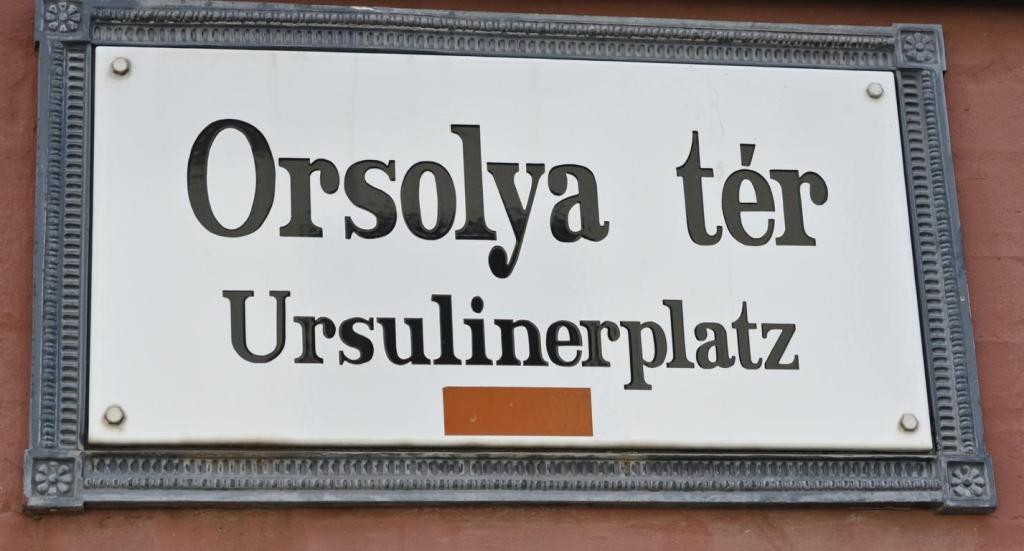 Orsolya tér
Ursulinerplatz